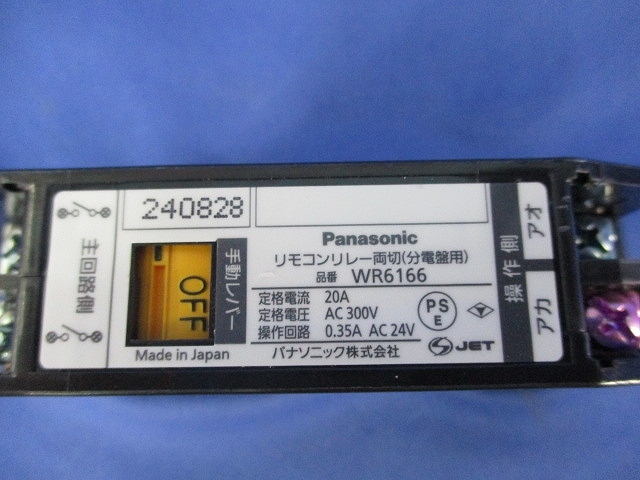 240828
Panasonic
リモコンリレー両切(分電盤用)
品番 WR6166
定格電流 20A
定格電圧 AC 300V
操作回路 0.35A AC 24V
パナソニック株式会社
PS
E
JET
主回路側
手動レバー
OFF
Made in Japan
操作側
アオ
アカ